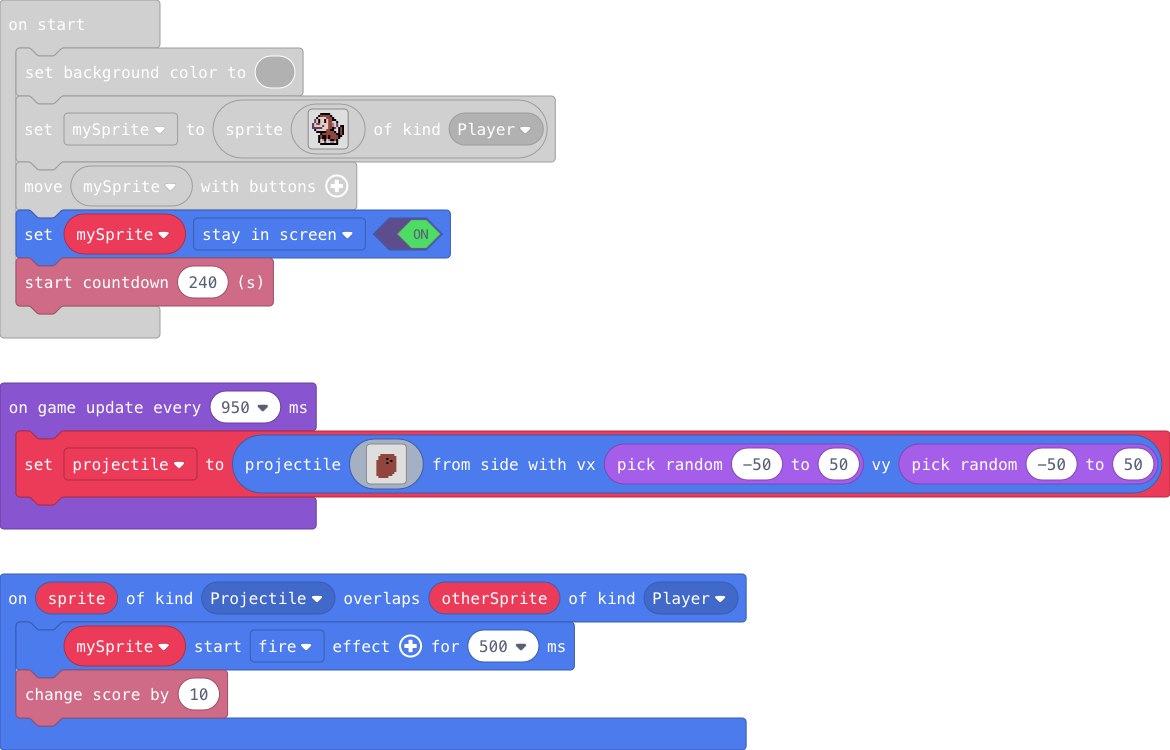 on start
set background color to
set mySprite to sprite of kind Player
move mySprite with buttons
set mySprite stay in screen ON
start countdown 240 (s)
on game update every 950 ms
set projectile to projectile from side with vx pick random -50 to 50 vy pick random -50 to 50
on sprite of kind Projectile overlaps otherSprite of kind Player
mySprite start fire effect for 500 ms
change score by 10